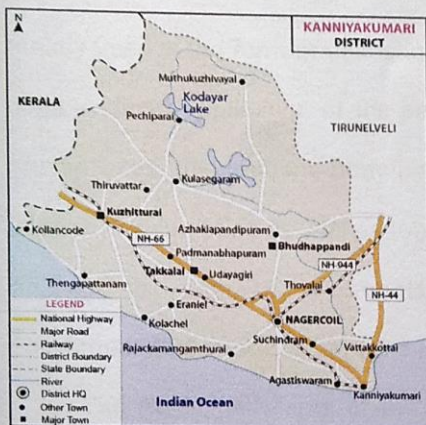 N
KANNIYAKUMARI
DISTRICT
Muthukuzhivayal
KERALA
Kodayar
Lake
Pechiparai
TIRUNELVELI
Thiruvattar
Kulasegaram
Kuzhitturai
Azhakiapandipuram
Kollancode
NH-66
Bhudhappandi
Padmanabhapuram
NH-944
Takkalai
Udayagiri
Thovalai
Thengapattanam
NH-44
Eraniel
NAGERCOIL
Kolachel
Suchindram
Vattakkottai
Rajackamangamthurai
Agastiswaram
Kanniyakumari
Indian Ocean
LEGEND
National Highway
Major Road
Railway
District Boundary
State Boundary
River
District HQ
Other Town
Major Town